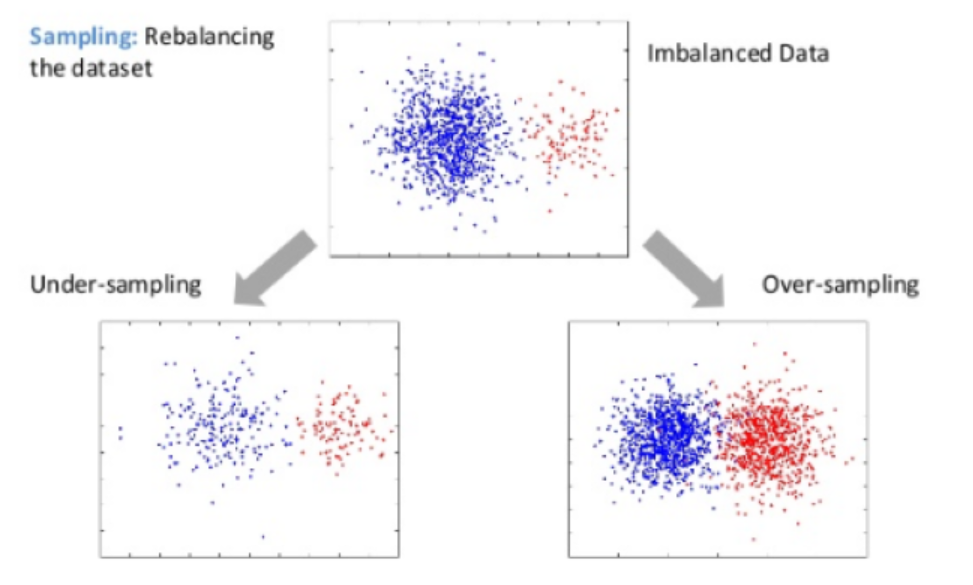 Sampling: Rebalancing
the dataset
Imbalanced Data
Under-sampling
Over-sampling